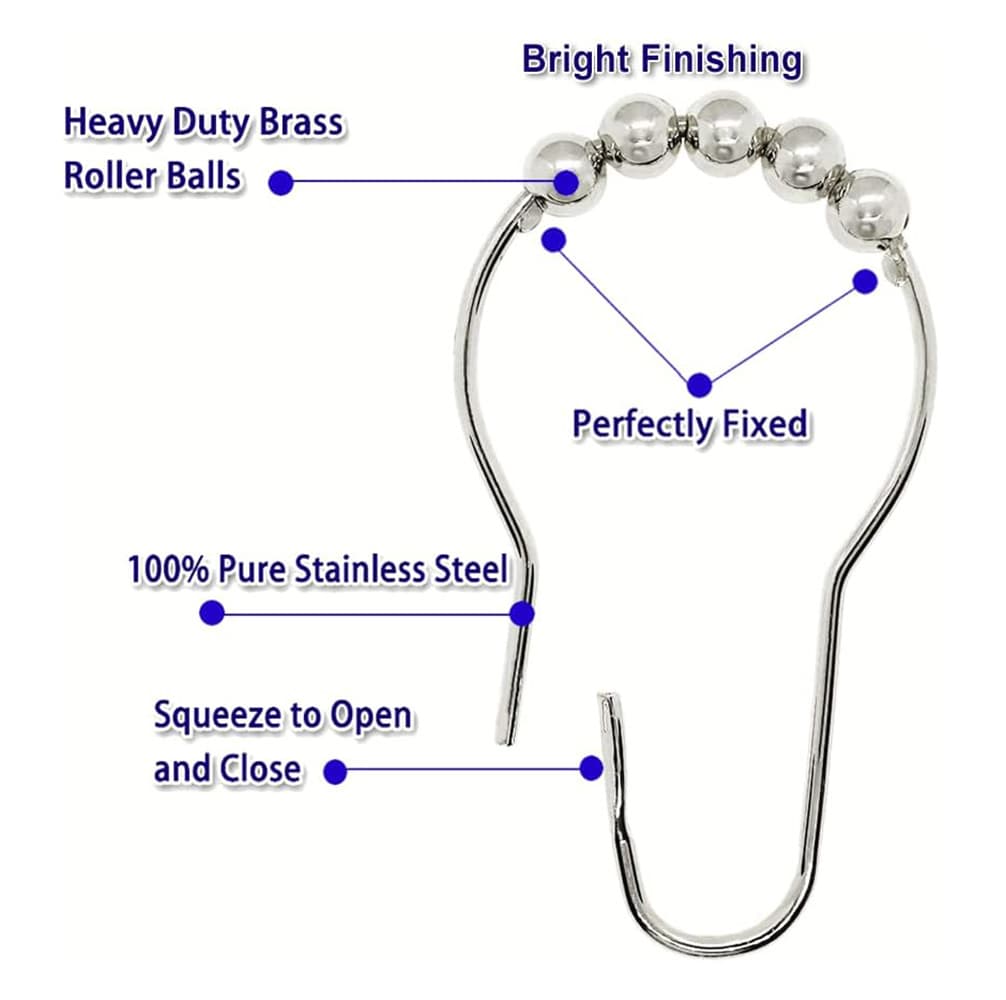 Bright Finishing
Heavy Duty Brass
Roller Balls
Perfectly Fixed
100% Pure Stainless Steel
Squeeze to Open
and Close